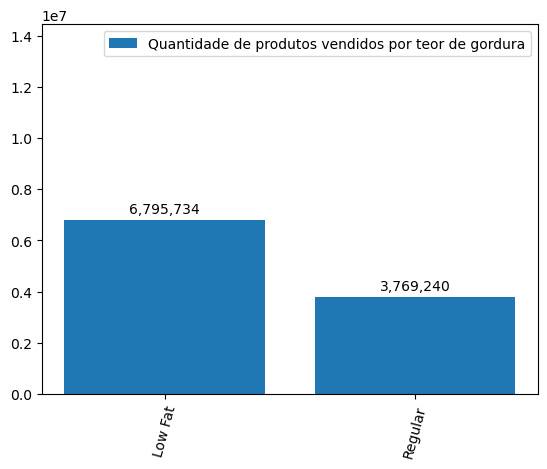 1e7
Quantidade de produtos vendidos por teor de gordura
1.4
1.2
1.0
0.8
0.6
0.4
0.2
0.0
6,795,734
3,769,240
Low Fat
Regular